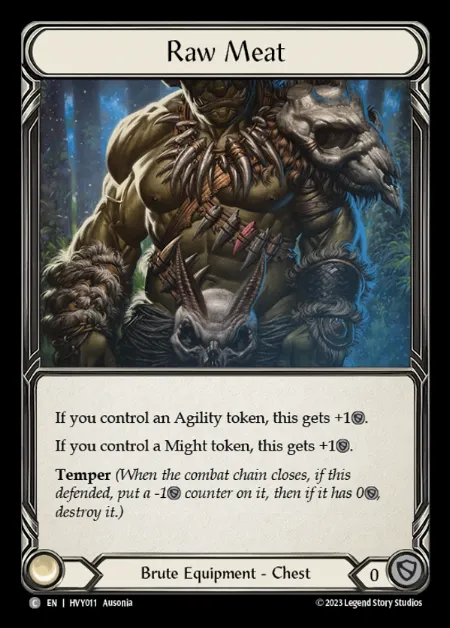 Raw Meat
If you control an Agility token, this gets +1.
If you control a Might token, this gets +1.
Temper (When the combat chain closes, if this
defended, put a -1 counter on it, then if it has 0,
destroy it.)
Brute Equipment - Chest
0
C EN | HVY011 Ausonia
© 2023 Legend Story Studios